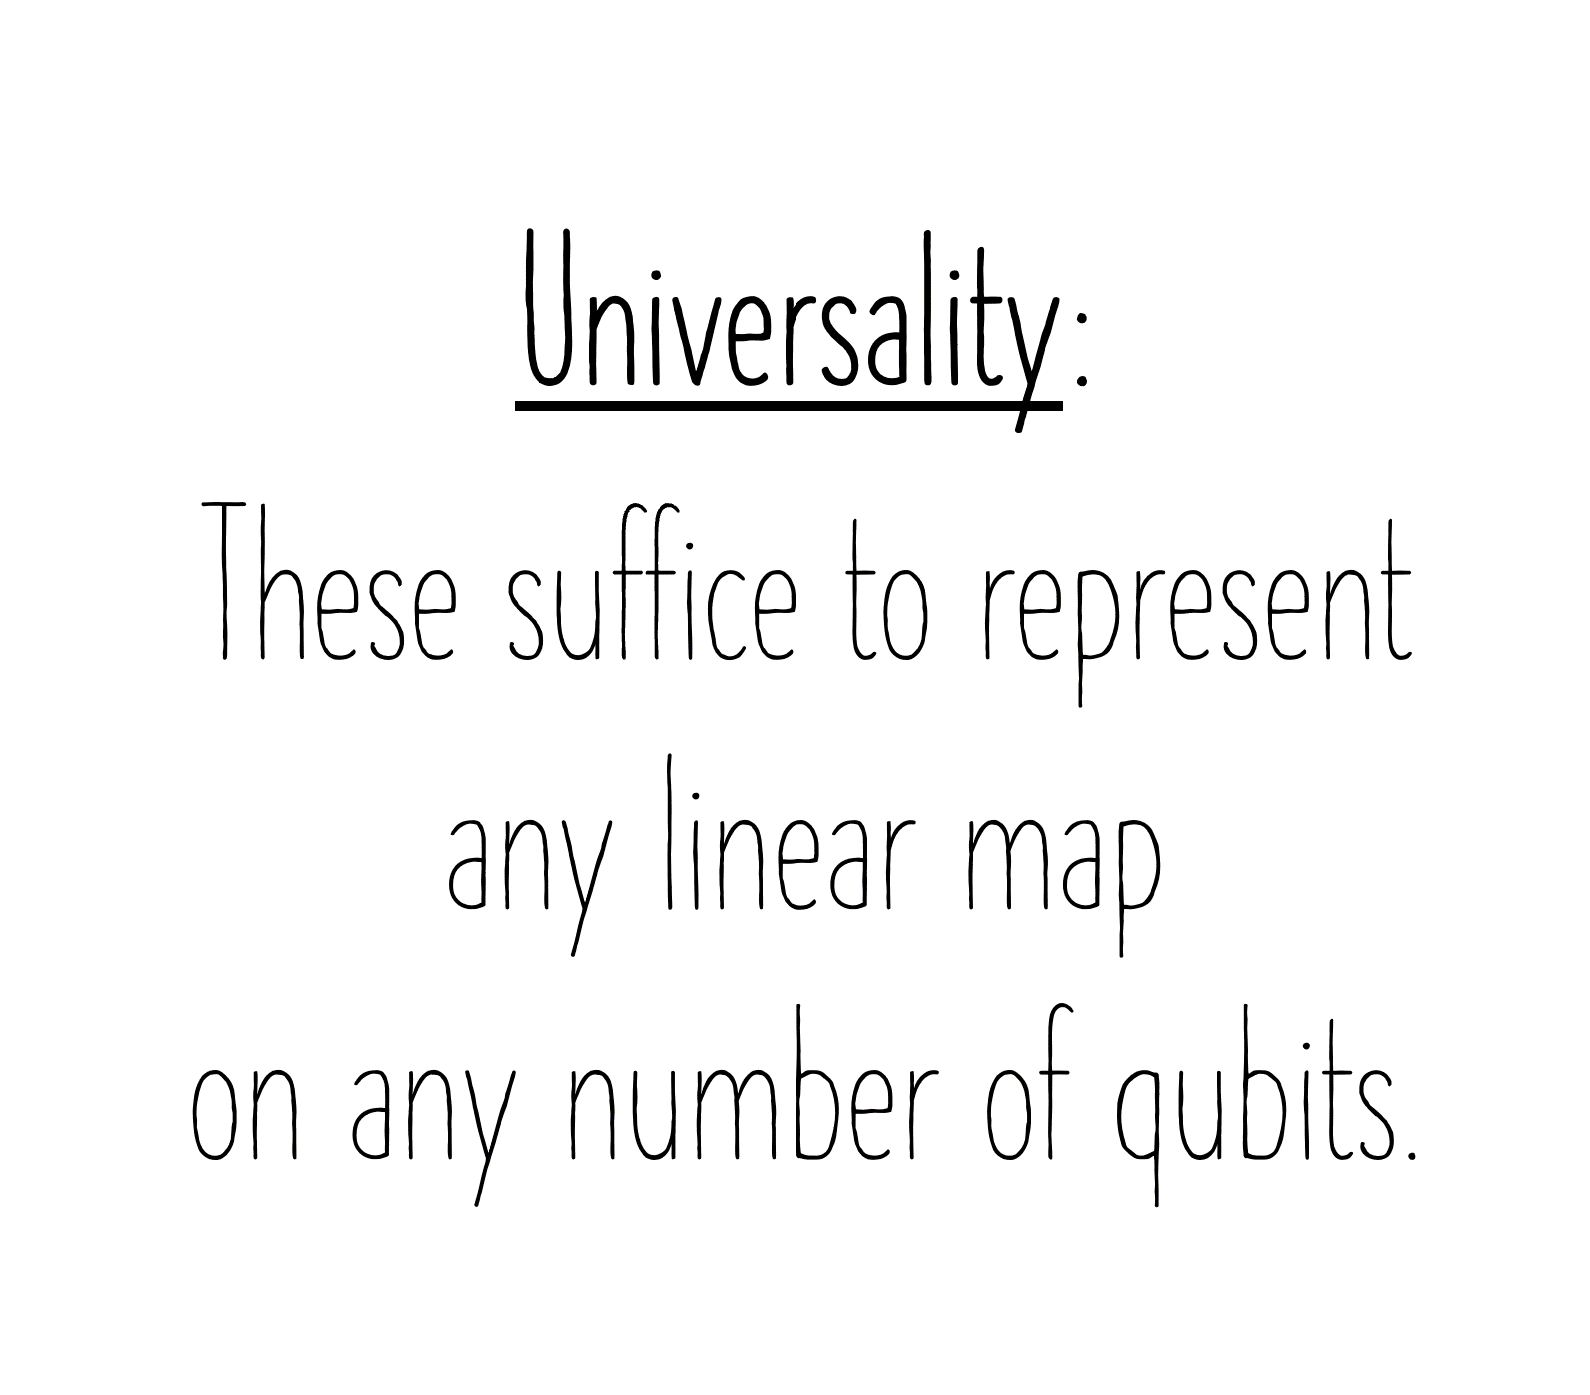 Universality:
These suffice to represent
any linear map
on any number of qubits.